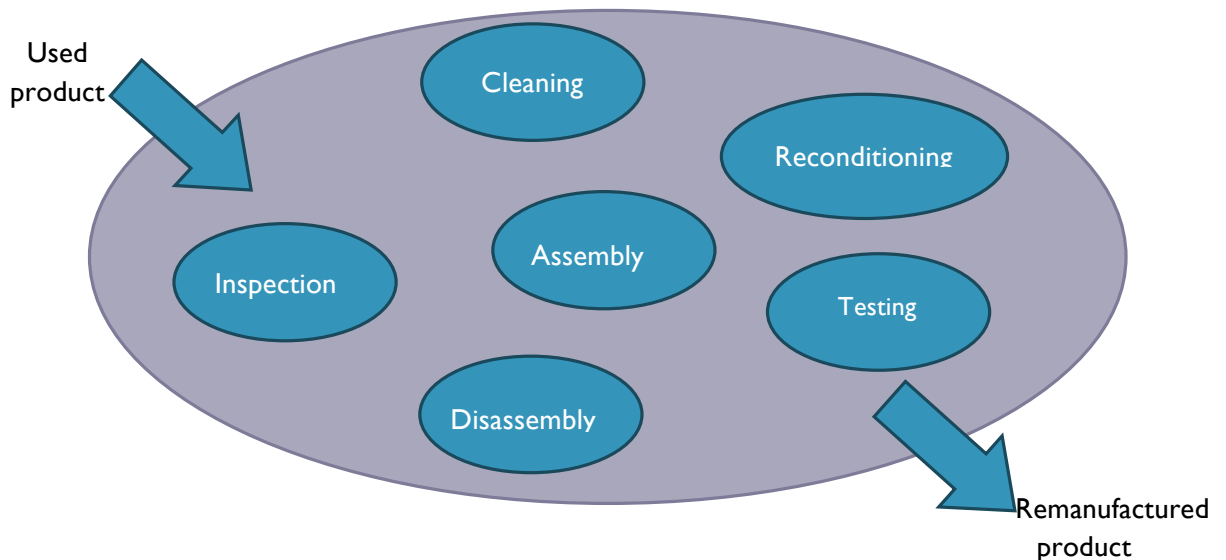 Used
product
Cleaning
Reconditioning
Assembly
Inspection
Testing
Disassembly
Remanufactured
product